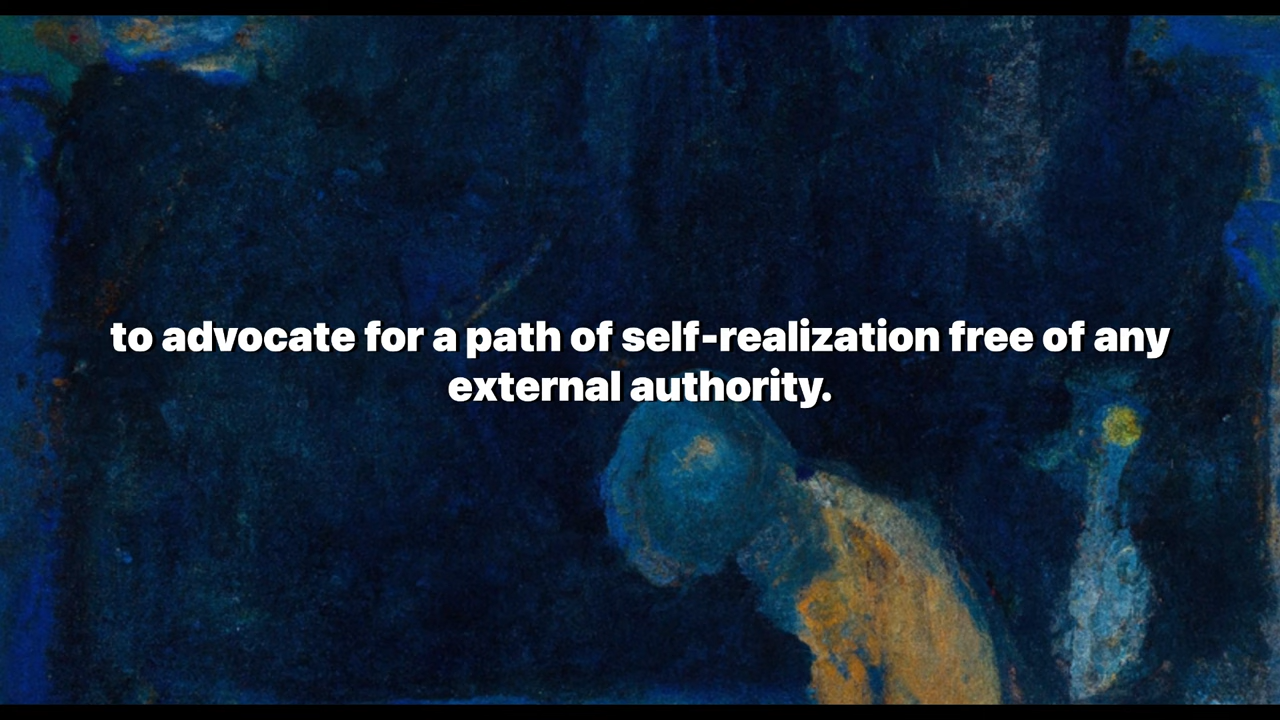 to advocate for a path of self-realization free of any
external authority.